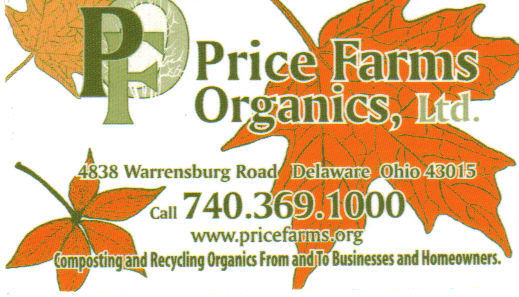 PF
Price Farms
Organics, Ltd.
4838 Warrensburg Road Delaware Ohio 43015
Call 740.369.1000
www.pricefarms.org
Composting and Recycling Organics From and To Businesses and Homeowners.